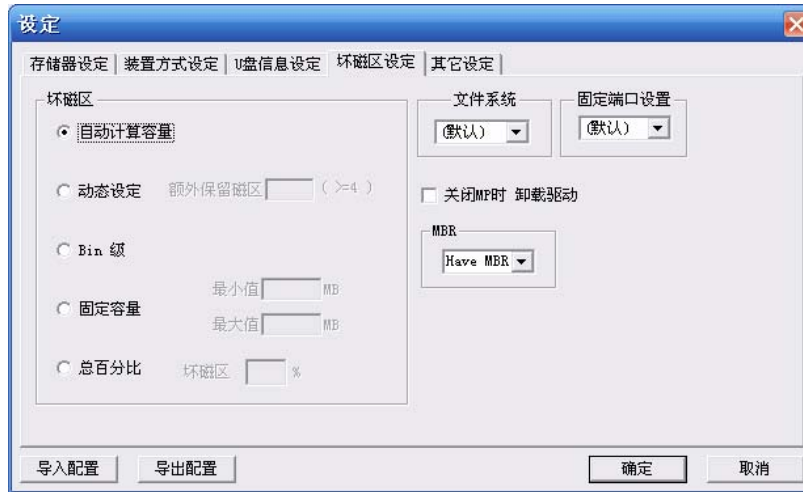 设定
存储器设定 装置方式设定 U盘信息设定 坏磁区设定 其它设定
坏磁区
自动计算容量
动态设定 额外保留磁区 ( >=4 )
Bin 级
固定容量
最小值 MB
最大值 MB
总百分比 坏磁区 %
文件系统
(默认)
固定端口设置
(默认)
关闭MP时 卸载驱动
MBR
Have MBR
导入配置 导出配置 确定 取消